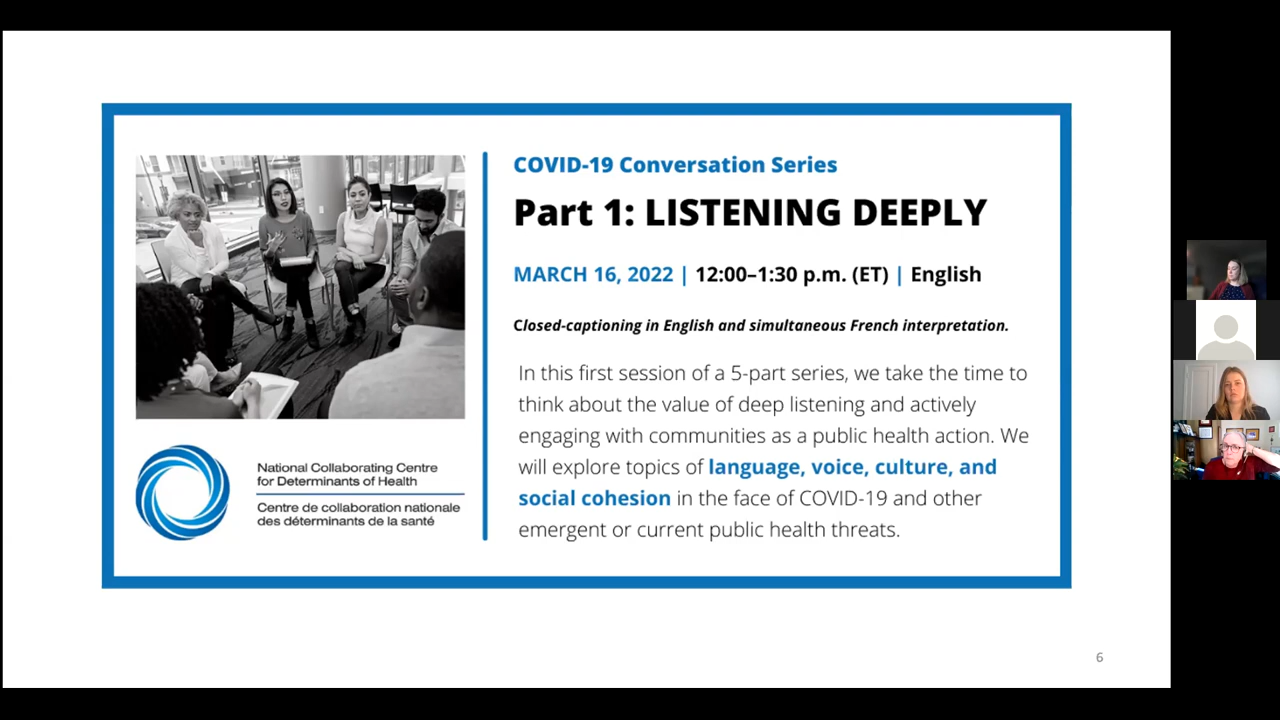 COVID-19 Conversation Series
Part 1: LISTENING DEEPLY
MARCH 16, 2022 | 12:00–1:30 p.m. (ET) | English
Closed-captioning in English and simultaneous French interpretation.
In this first session of a 5-part series, we take the time to
think about the value of deep listening and actively
engaging with communities as a public health action. We
will explore topics of language, voice, culture, and
social cohesion in the face of COVID-19 and other
emergent or current public health threats.
National Collaborating Centre
for Determinants of Health
Centre de collaboration nationale
des déterminants de la santé
6